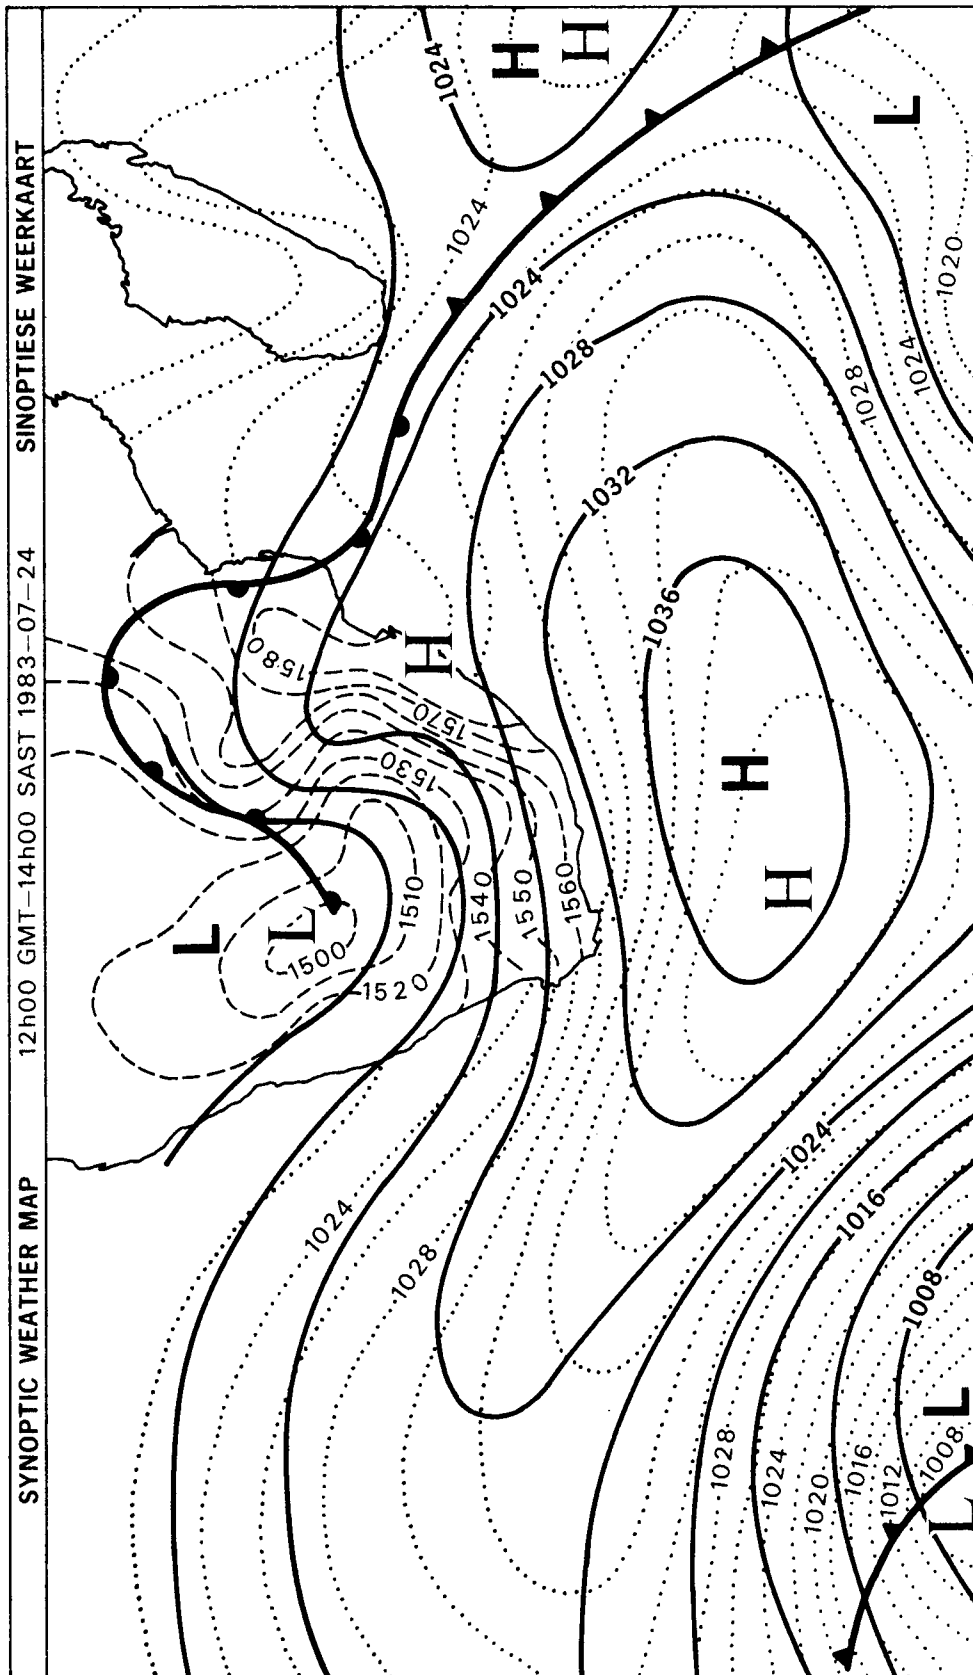 SYNOPTIC WEATHER MAP 12h00 GMT—14h00 SAST 1983—07—24 SINOPTIESE WEERKAART
L
L
1500
1520
1510
1530
1580
1570
1540
1550
1560
H
1024
1028
1024
H
H
1024
1024
1028
1032
1036
H
H
L
1020
1024
1028
1024
1016
1008
1028
1024
1020
1016
1012
1008
L
L